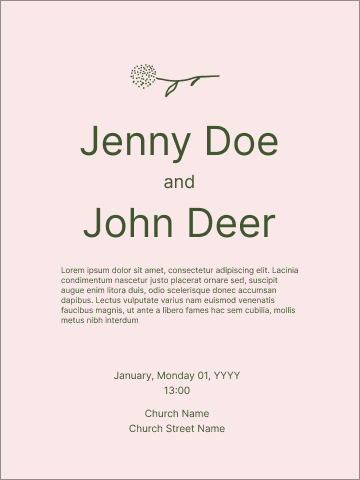 Jenny Doe
and
John Deer
Lorem ipsum dolor sit amet, consectetur adipiscing elit. Lacinia
condimentum nascetur justo placerat ornare sed, suscipit
augue enim litora duis, odio scelerisque donec accumsan
dapibus. Lectus vulputate varius nam euismod venenatis
faucibus magnis, ut ante a libero fames hac sem cubilia, mollis
metus nibh interdum
January, Monday 01, YYYY
13:00
Church Name
Church Street Name